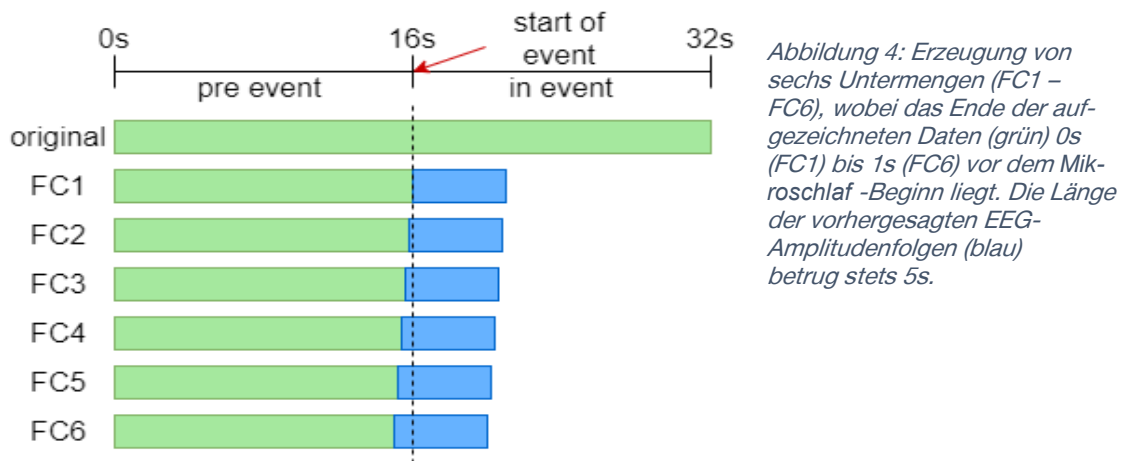 0s 16s start of event 32s
pre event in event
original
FC1
FC2
FC3
FC4
FC5
FC6
Abbildung 4: Erzeugung von
sechs Untermengen (FC1 –
FC6), wobei das Ende der auf-
gezeichneten Daten (grün) 0s
(FC1) bis 1s (FC6) vor dem Mik-
roschlaf -Beginn liegt. Die Länge
der vorhergesagten EEG-
Amplitudenfolgen (blau)
betrug stets 5s.